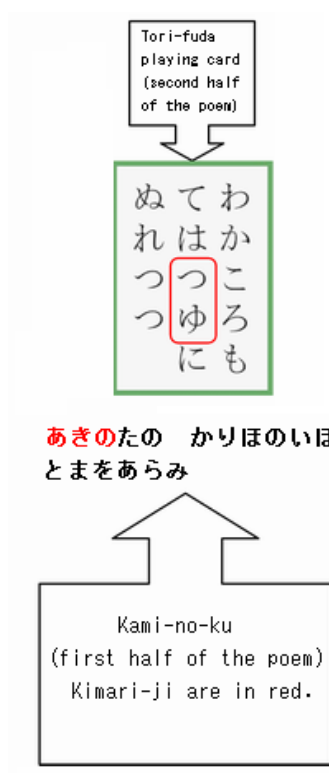 Tori-fuda
playing card
(second half
of the poem)
わかころも
てはつゆに
ぬれつつ
あきのたの　かりほのいほ
とまをあらみ
Kami-no-ku
(first half of the poem)
Kimari-ji are in red.